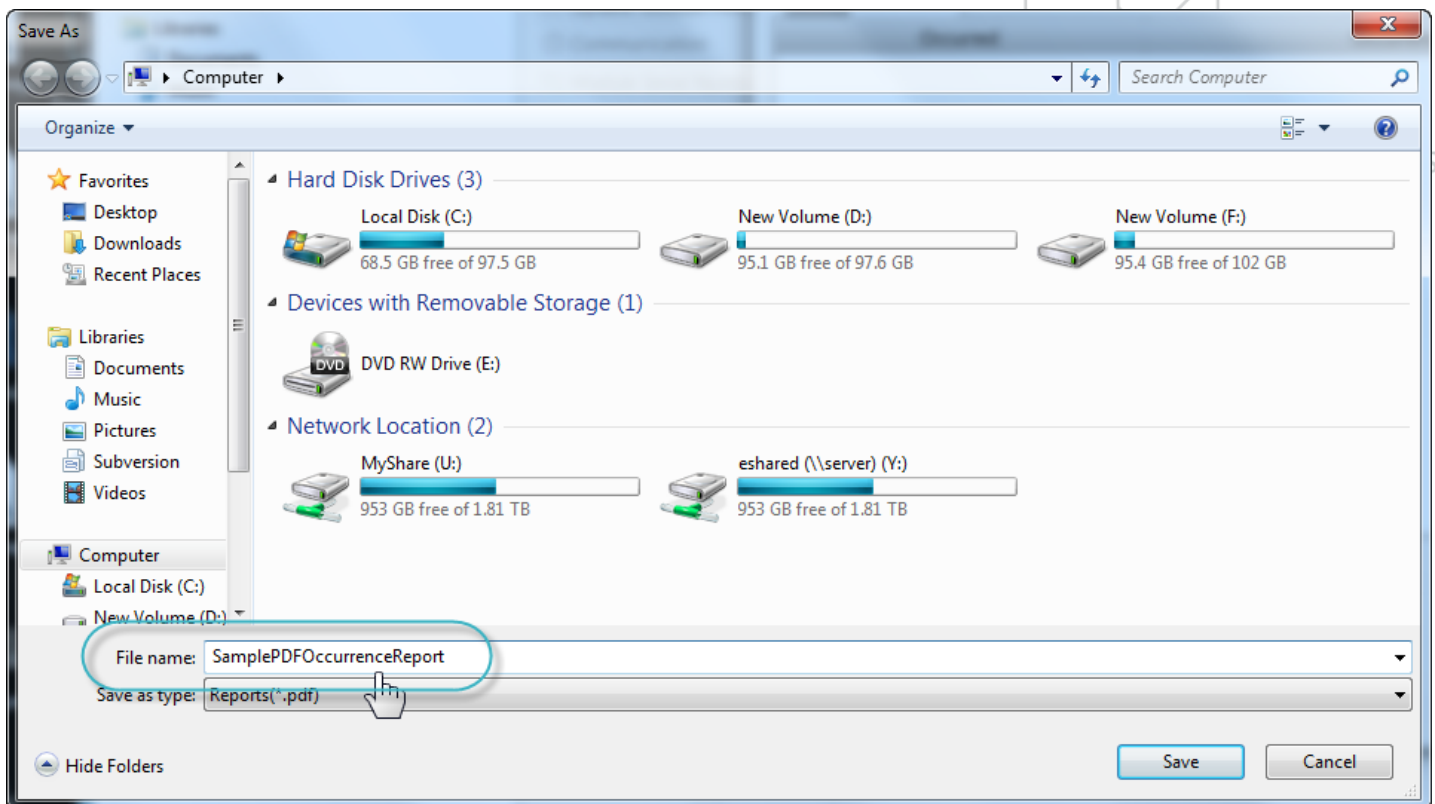 Save As
Computer
Search Computer
Organize
Favorites
Desktop
Downloads
Recent Places
Libraries
Documents
Music
Pictures
Subversion
Videos
Computer
Local Disk (C:)
New Volume (D:)
Hard Disk Drives (3)
Local Disk (C:)
68.5 GB free of 97.5 GB
New Volume (D:)
95.1 GB free of 97.6 GB
New Volume (F:)
95.4 GB free of 102 GB
Devices with Removable Storage (1)
DVD
DVD RW Drive (E:)
Network Location (2)
MyShare (U:)
953 GB free of 1.81 TB
eshared (\\server) (Y:)
953 GB free of 1.81 TB
File name: SamplePDFOccurrenceReport
Save as type: Reports(*.pdf)
Hide Folders
Save
Cancel